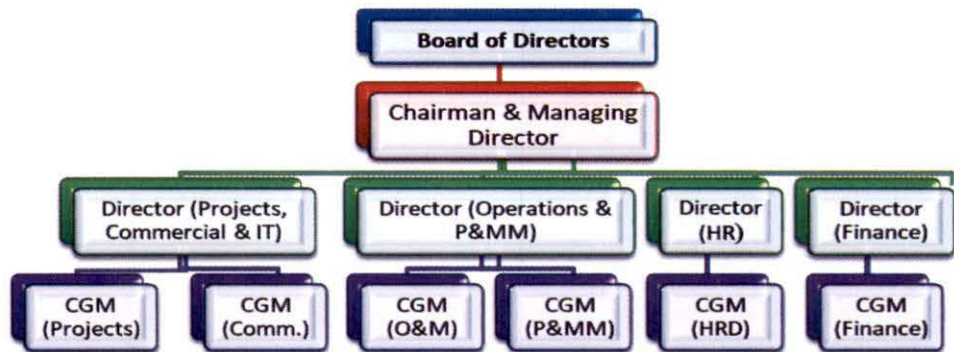 Board of Directors
Chairman & Managing
Director
Director (Projects,
Commercial & IT)
Director (Operations &
P&MM)
Director
(HR)
Director
(Finance)
CGM
(Projects)
CGM
(Comm.)
CGM
(O&M)
CGM
(P&MM)
CGM
(HRD)
CGM
(Finance)